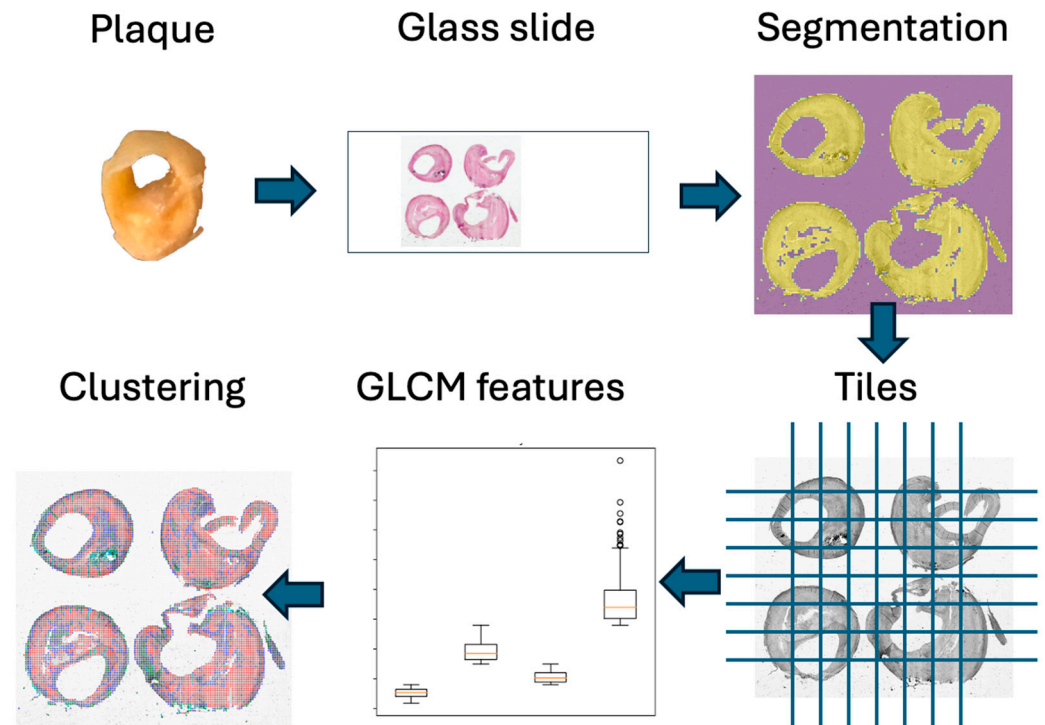 Plaque
Glass slide
Segmentation
Clustering
GLCM features
Tiles